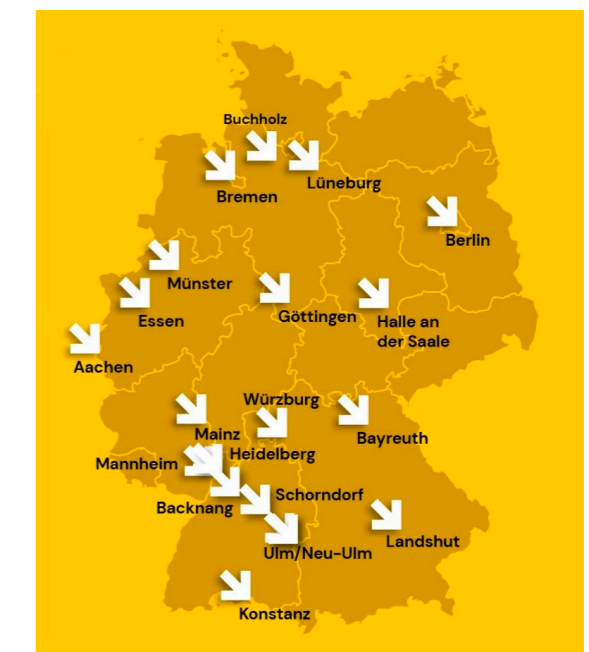 Buchholz
Lüneburg
Bremen
Berlin
Münster
Göttingen
Essen
Halle an
der Saale
Aachen
Würzburg
Mainz
Bayreuth
Heidelberg
Mannheim
Schorndorf
Backnang
Landshut
Ulm/Neu-Ulm
Konstanz